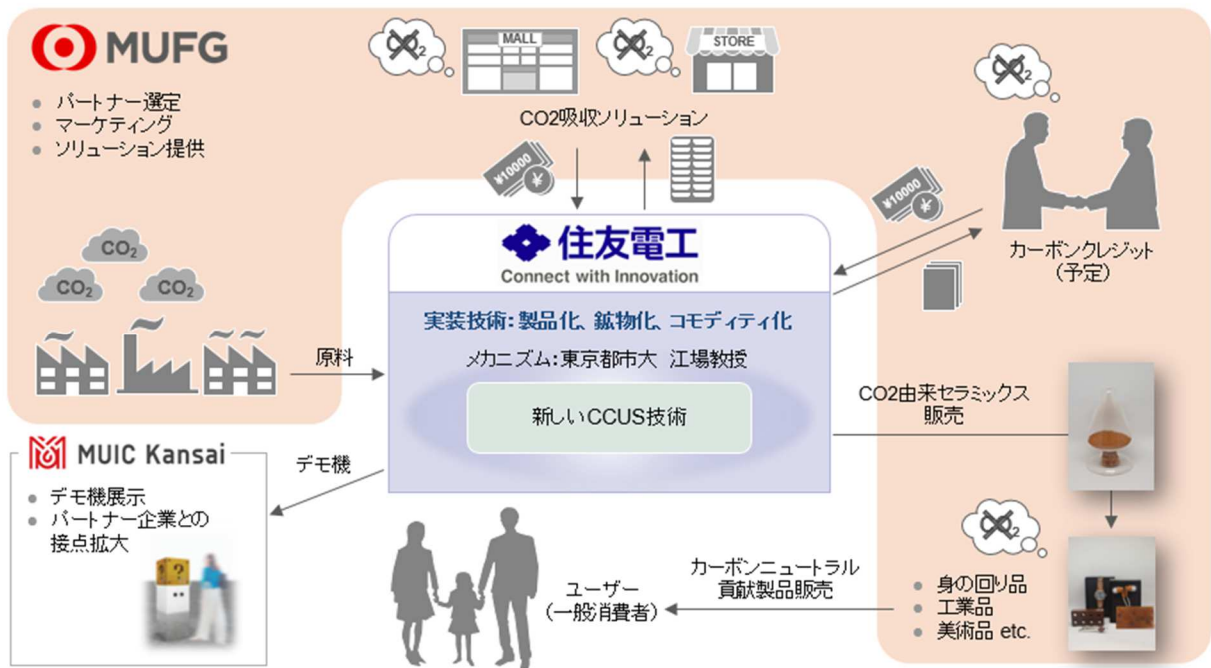 MUFG
● パートナー選定
● マーケティング
● ソリューション提供
CO₂
MALL
CO₂
STORE
CO2吸収ソリューション
¥10000
¥
CO₂
¥10000
¥
カーボンクレジット
(予定)
CO₂
CO₂
CO₂
原料
住友電工
Connect with Innovation
実装技術:製品化、鉱物化、コモディティ化
メカニズム:東京都市大 江場教授
新しいCCUS技術
CO2由来セラミックス
販売
MUIC Kansai
● デモ機展示
● パートナー企業との
接点拡大
?
?
デモ機
ユーザー
(一般消費者)
カーボンニュートラル
貢献製品販売
CO₂
● 身の回り品
● 工業品
● 美術品 etc.